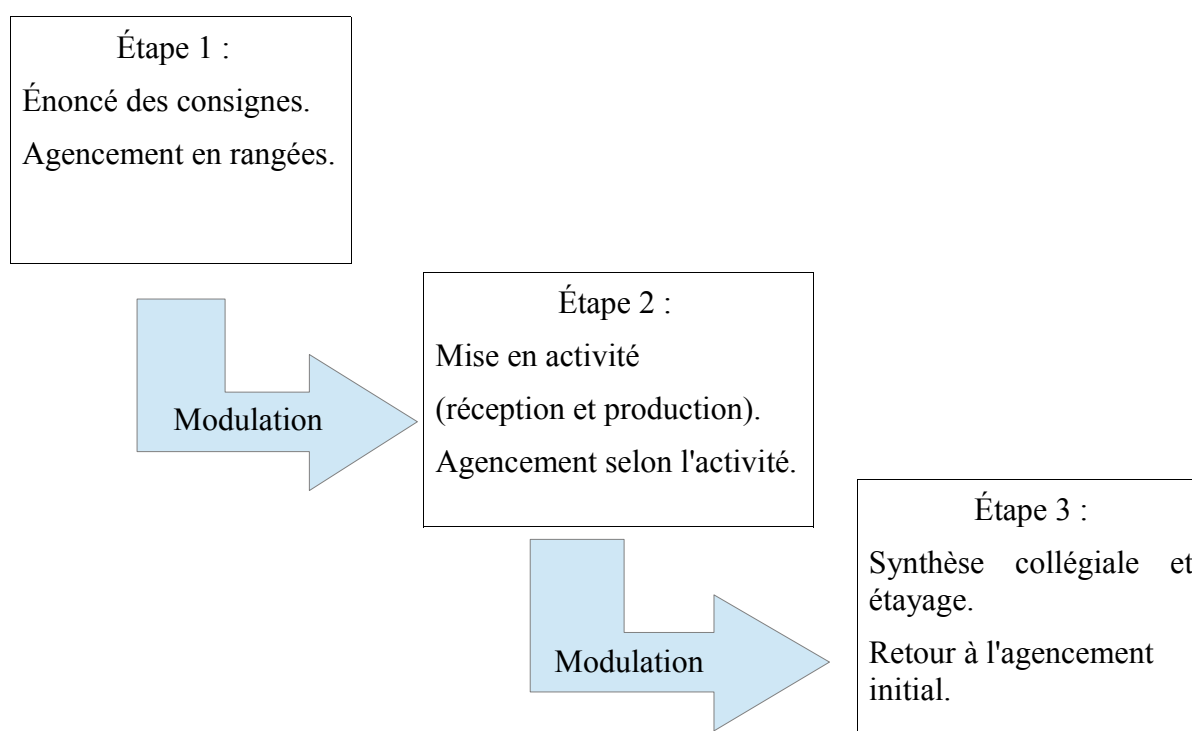 Étape 1 :
Énoncé des consignes.
Agencement en rangées.
Modulation
Étape 2 :
Mise en activité
(réception et production).
Agencement selon l'activité.
Modulation
Étape 3 :
Synthèse collégiale et
étayage.
Retour à l'agencement
initial.